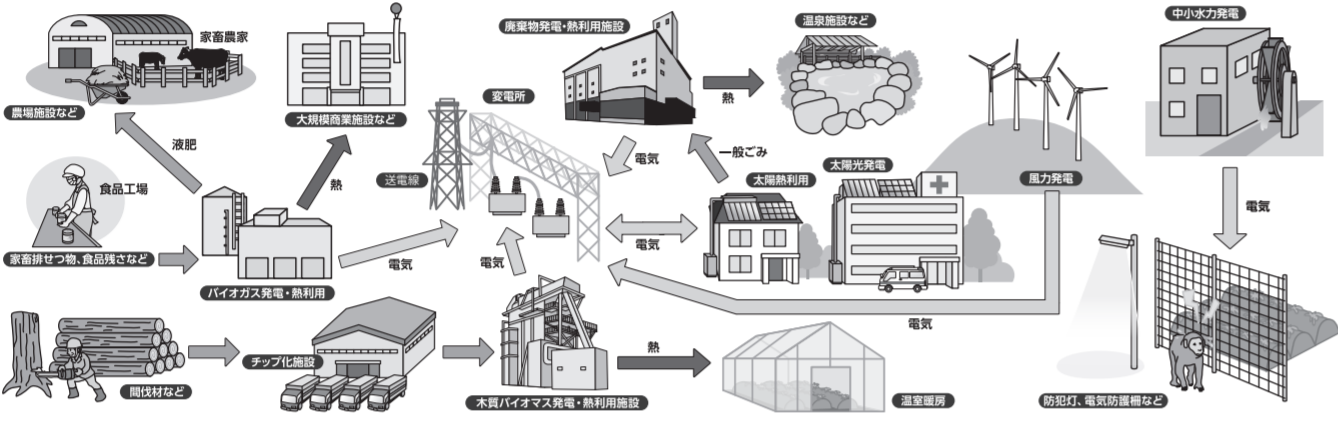 家畜農家
農場施設など
大規模商業施設など
液肥
熱
食品工場
家畜排せつ物、食品残さなど
バイオガス発電・熱利用
電気
変電所
送電線
廃棄物発電・熱利用施設
熱
温泉施設など
電気
一般ごみ
太陽熱利用
太陽光発電
電気
風力発電
電気
中小水力発電
電気
防犯灯、電気防護柵など
間伐材など
チップ化施設
電気
木質バイオマス発電・熱利用施設
熱
温室暖房